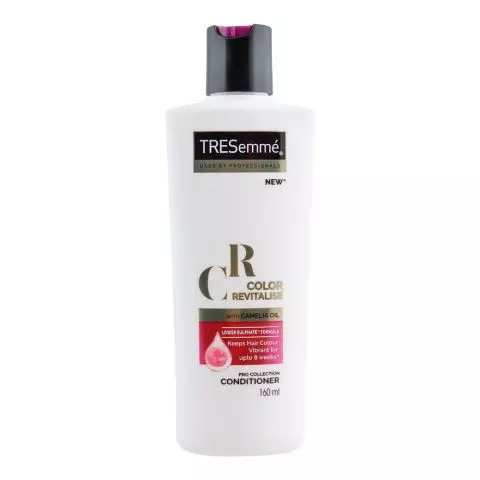 TRESemmé®
USED BY PROFESSIONALS
NEW^
CR
COLOR
REVITALISE
with CAMELIA OIL
LOWER SULPHATE** FORMULA
Keeps Hair Colour
Vibrant for
upto 8 weeks*^
PRO COLLECTION
CONDITIONER
160 ml